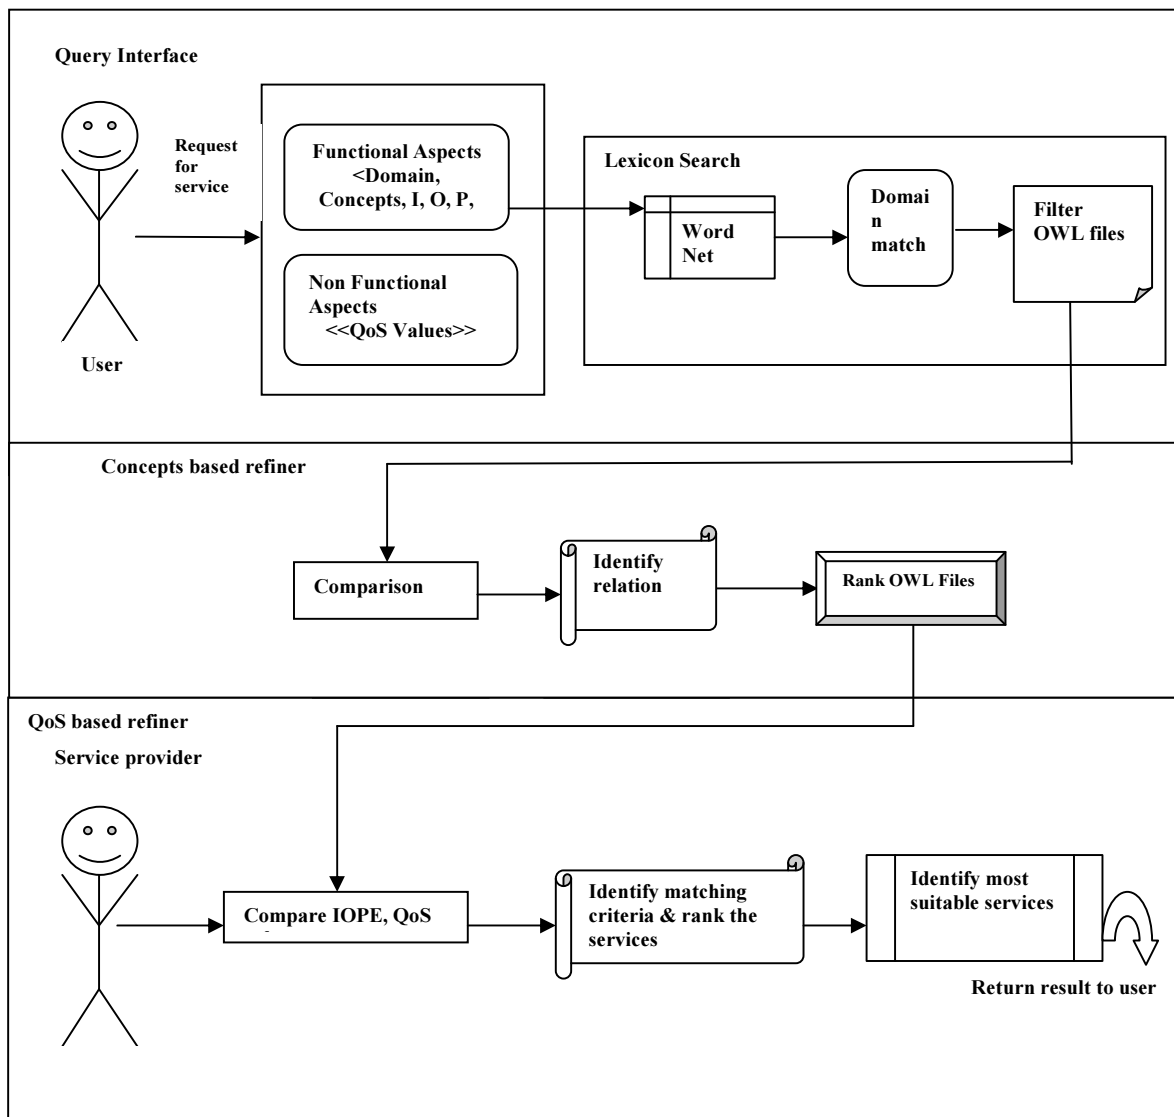 Query Interface
Request
for
service
User
Functional Aspects
<Domain,
Concepts, I, O, P,
Non Functional
Aspects
<<QoS Values>>
Lexicon Search
Word
Net
Domai
n
match
Filter
OWL files
Concepts based refiner
Comparison
Identify
relation
Rank OWL Files
QoS based refiner
Service provider
Compare IOPE, QoS
Identify matching
criteria & rank the
services
Identify most
suitable services
Return result to user